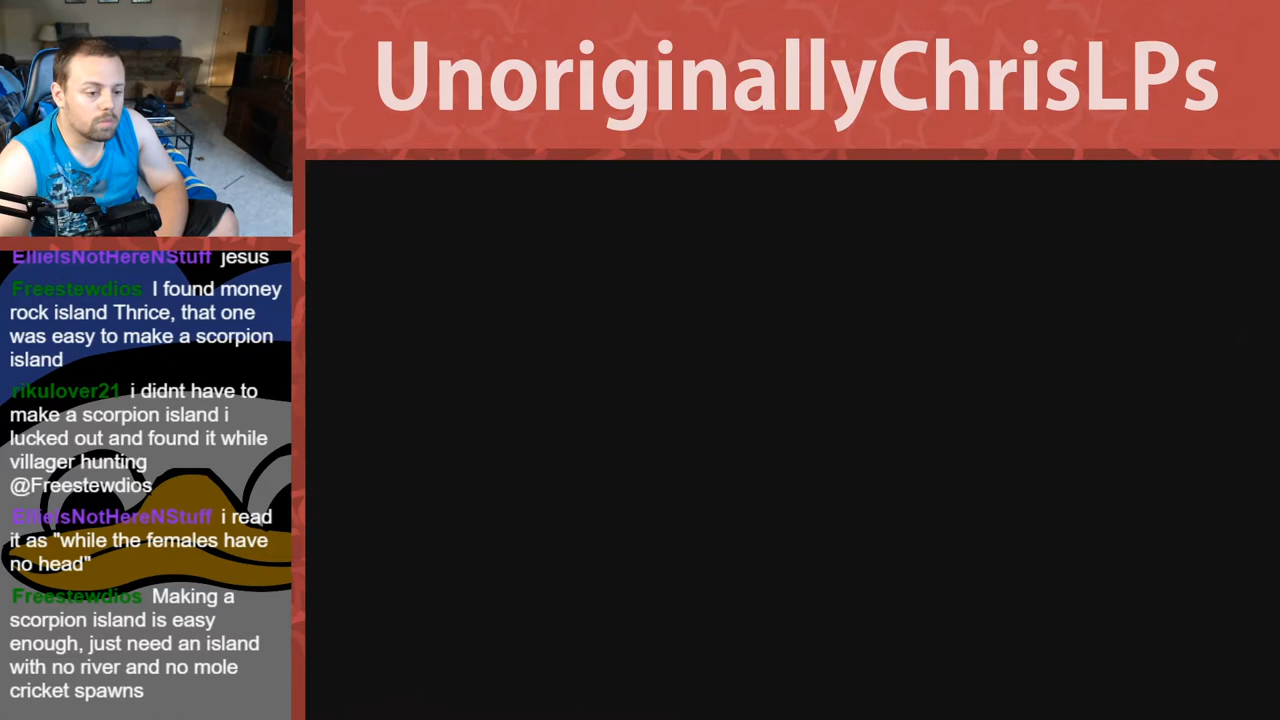 UnoriginallyChrisLPs
EllieIsNotHereNStuff jesus
Freestewdios I found money
rock island Thrice, that one
was easy to make a scorpion
island
rikulover21 i didnt have to
make a scorpion island i
lucked out and found it while
villager hunting
@Freestewdios
EllieIsNotHereNStuff i read
it as "while the females have
no head"
Freestewdios Making a
scorpion island is easy
enough, just need an island
with no river and no mole
cricket spawns